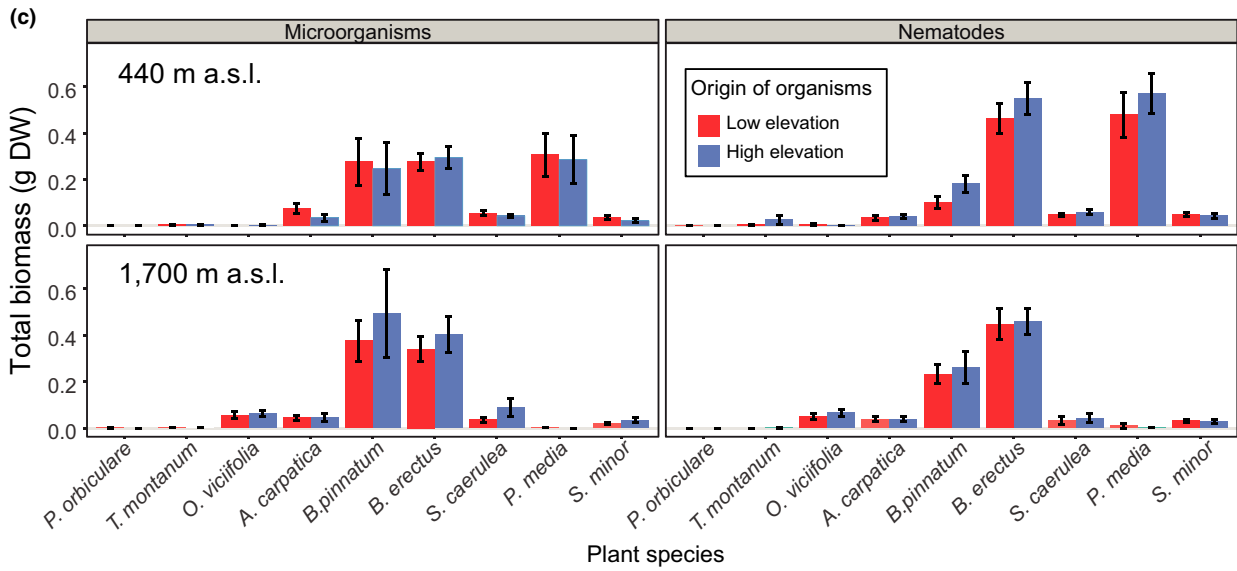 (c)
Microorganisms
Nematodes
440 m a.s.l.
Origin of organisms
Low elevation
High elevation
0.6
0.4
0.2
0.0
1,700 m a.s.l.
0.6
0.4
0.2
0.0
Total biomass (g DW)
P. orbiculare
T. montanum
O. viciifolia
A. carpatica
B.pinnatum
B. erectus
S. caerulea
P. media
S. minor
P. orbiculare
T. montanum
O. viciifolia
A. carpatica
B.pinnatum
B. erectus
S. caerulea
P. media
S. minor
Plant species